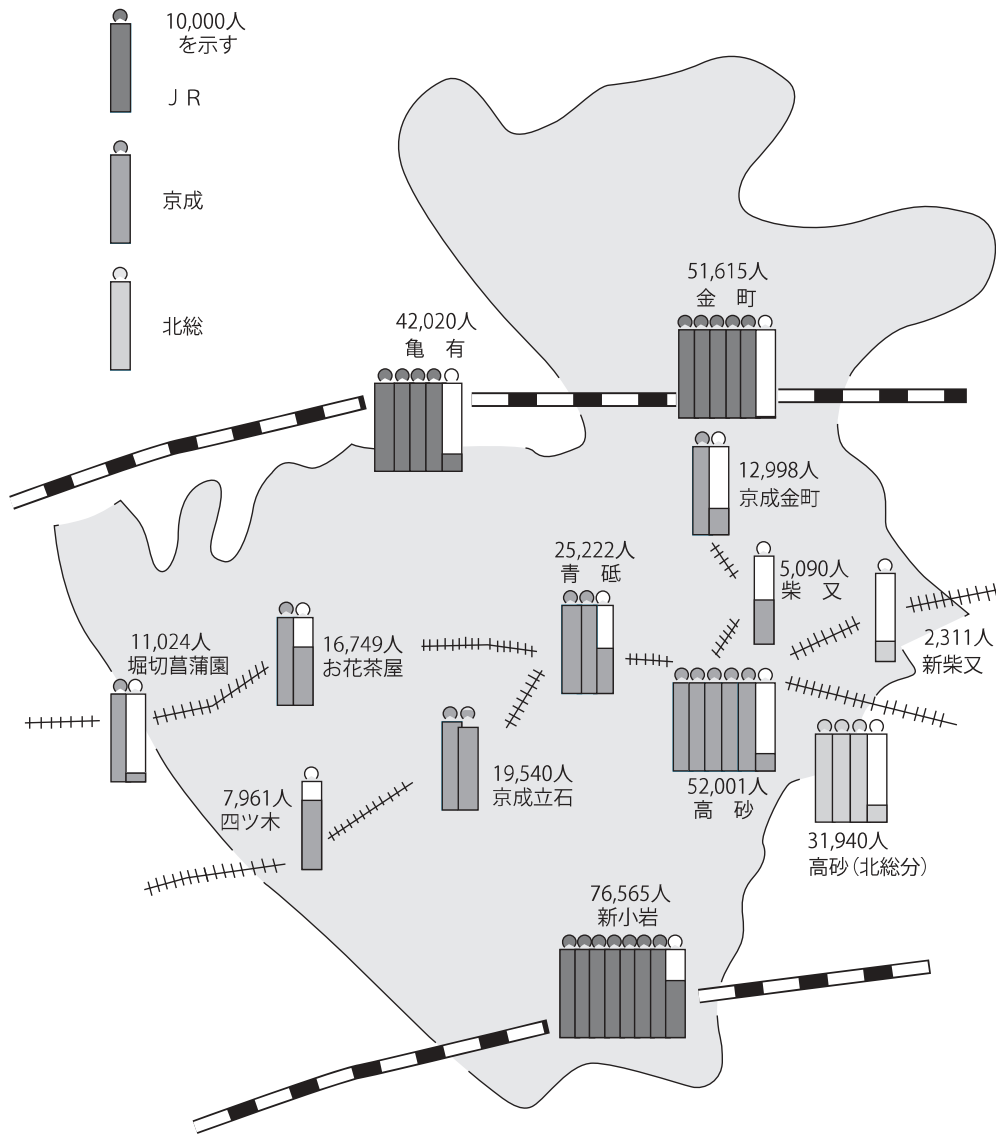 10,000人
を示す
ＪＲ
京成
北総
51,615人
金　町
42,020人
亀　有
12,998人
京成金町
25,222人
青　砥
5,090人
柴　又
2,311人
新柴又
11,024人
堀切菖蒲園
16,749人
お花茶屋
19,540人
京成立石
52,001人
高　砂
7,961人
四ツ木
31,940人
高砂（北総分）
76,565人
新小岩